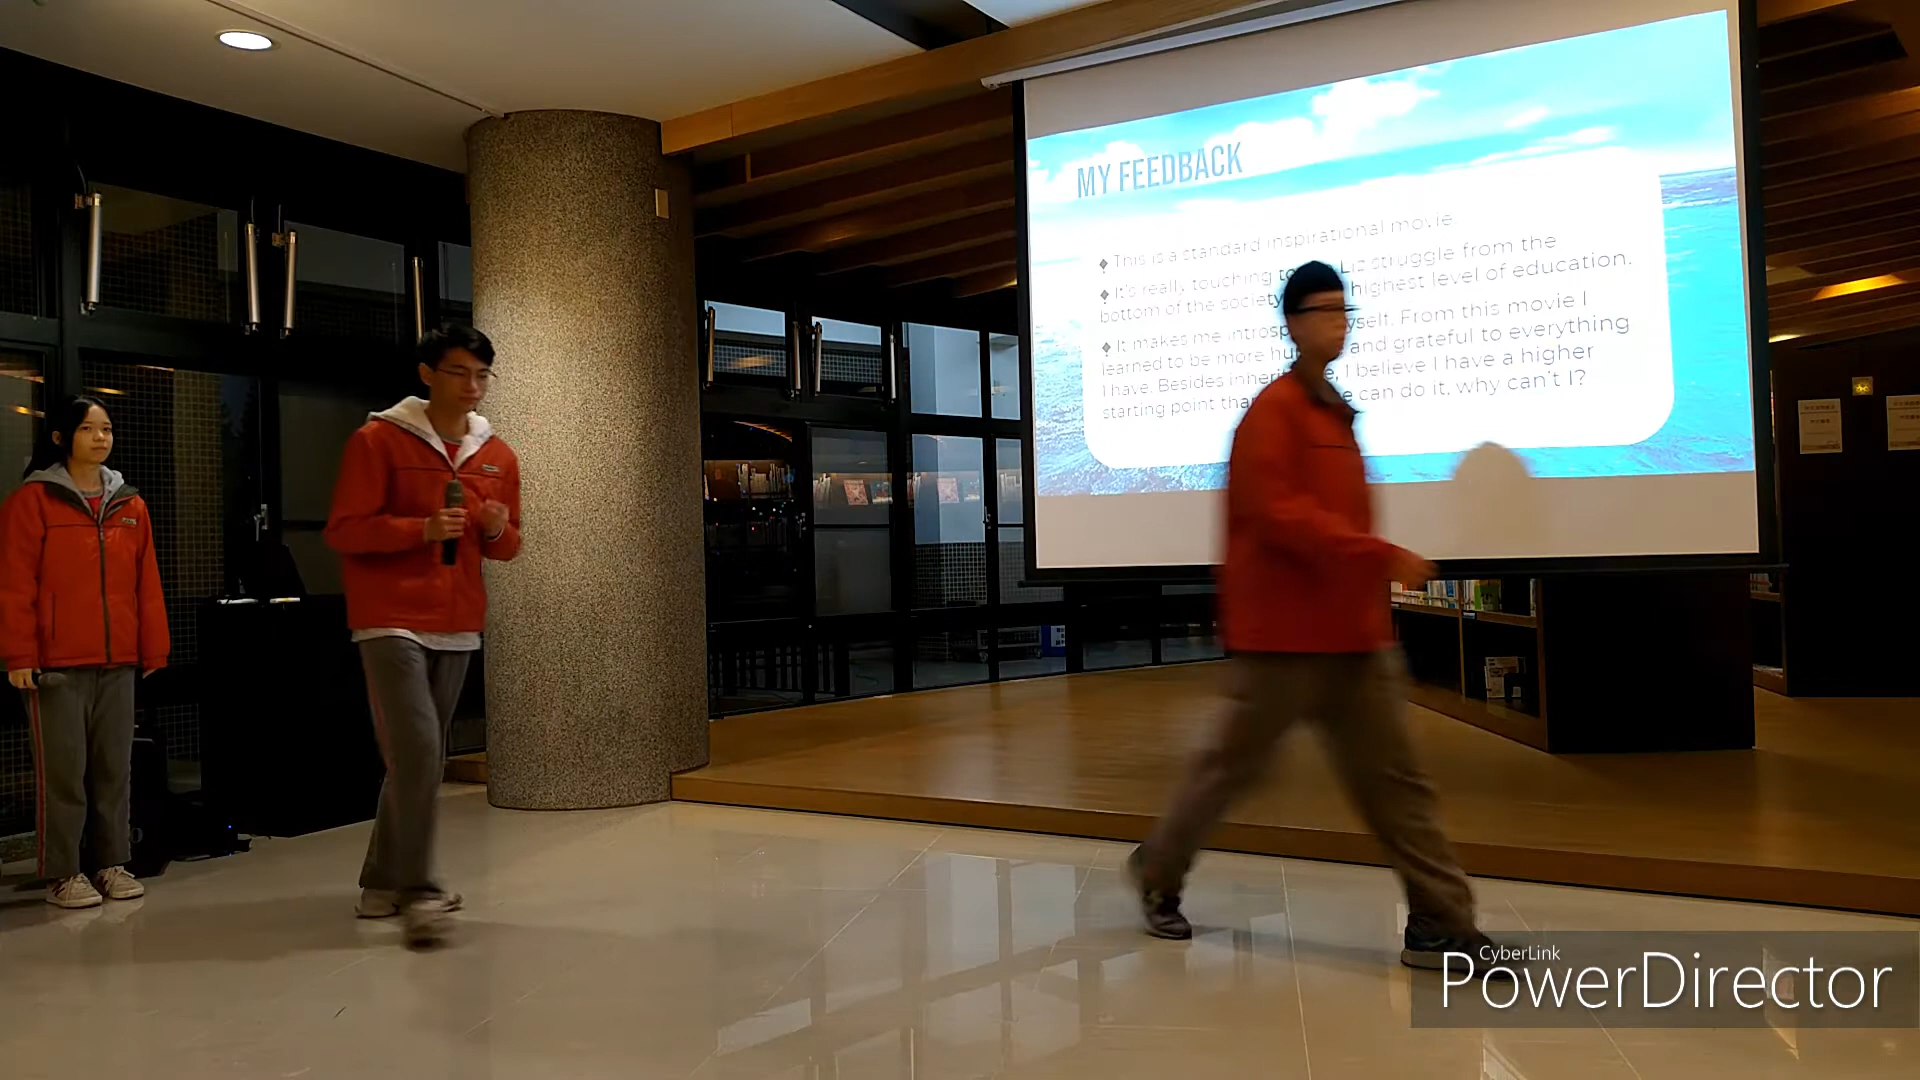 MY FEEDBACK
This is a standard inspirational movie.
It's really touching to Liz struggle from the
bottom of the society highest level of education.
It makes me introsp yself. From this movie I
learned to be more hu and grateful to everything
I have. Besides inheri e, I believe I have a higher
starting point tha e can do it, why can't I?
CyberLink
PowerDirector